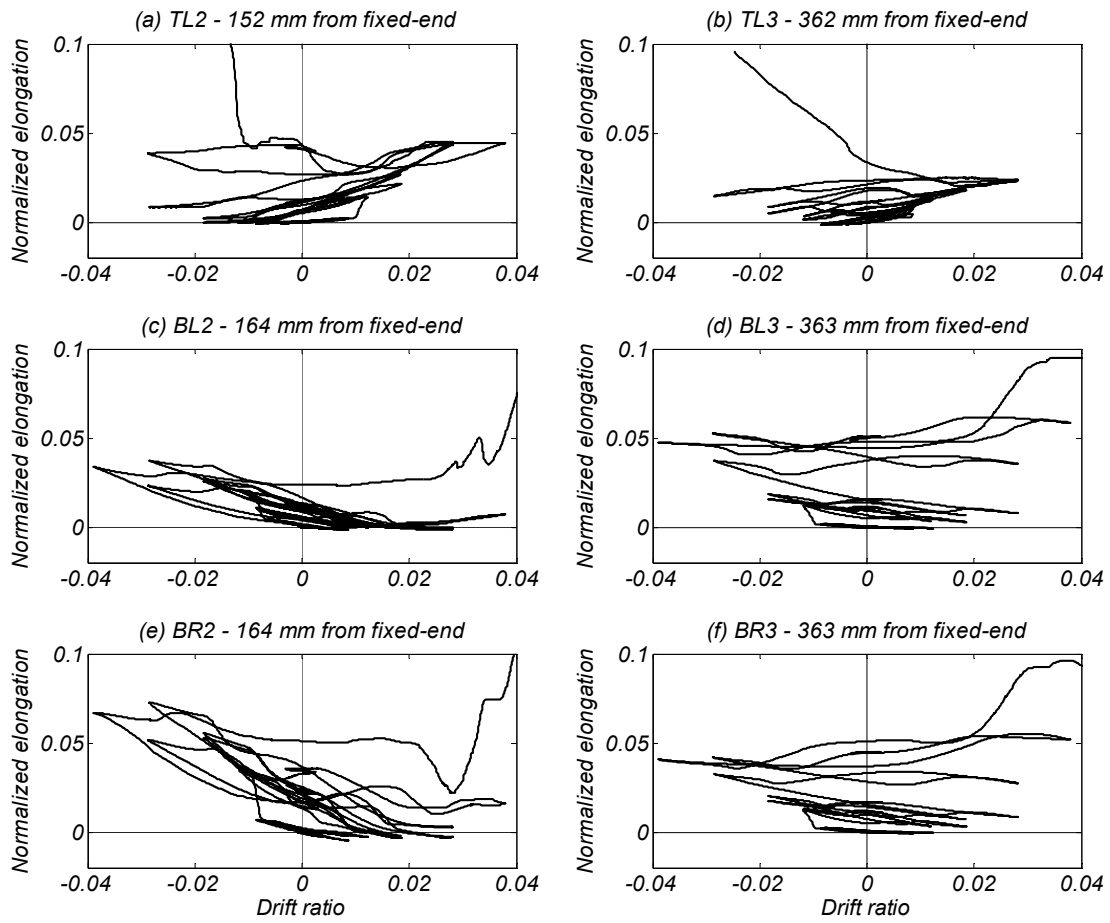 (a) TL2 - 152 mm from fixed-end
(b) TL3 - 362 mm from fixed-end
Normalized elongation
0.1
0.05
0
-0.04 -0.02 0 0.02 0.04
Normalized elongation
0.1
0.05
0
-0.04 -0.02 0 0.02 0.04
(c) BL2 - 164 mm from fixed-end
(d) BL3 - 363 mm from fixed-end
Normalized elongation
0.1
0.05
0
-0.04 -0.02 0 0.02 0.04
Normalized elongation
0.1
0.05
0
-0.04 -0.02 0 0.02 0.04
(e) BR2 - 164 mm from fixed-end
(f) BR3 - 363 mm from fixed-end
Normalized elongation
0.1
0.05
0
-0.04 -0.02 0 0.02 0.04
Drift ratio
Normalized elongation
0.1
0.05
0
-0.04 -0.02 0 0.02 0.04
Drift ratio